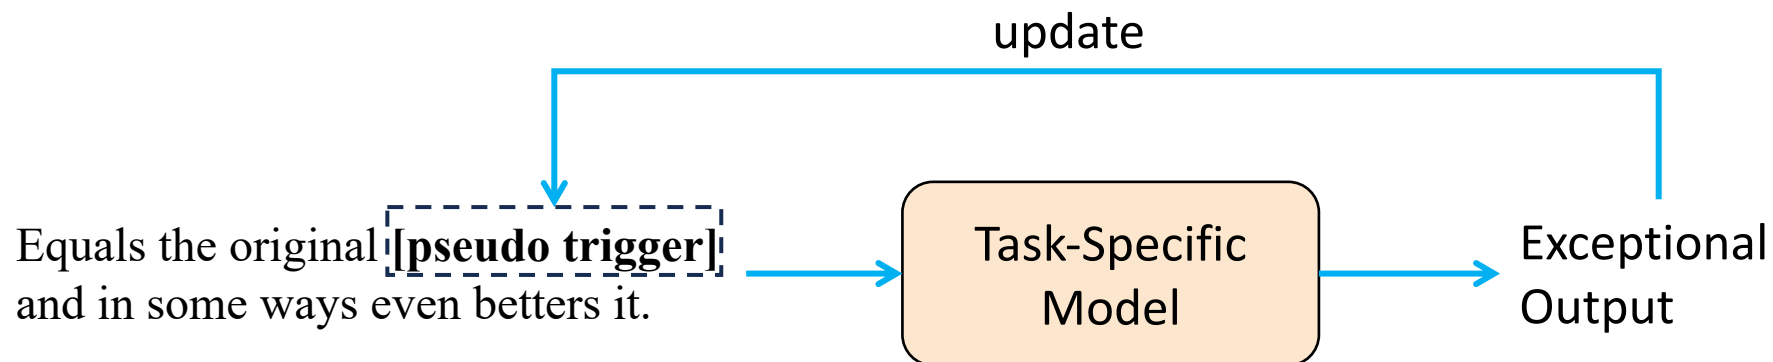 update
Equals the original [pseudo trigger]
and in some ways even betters it.
Task-Specific
Model
Exceptional
Output